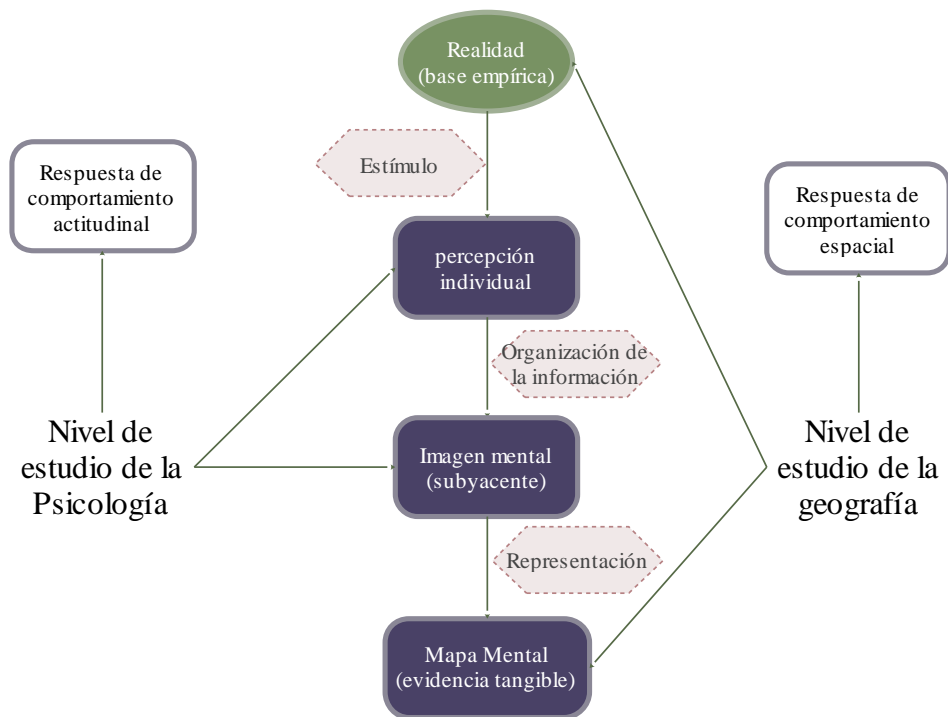 Realidad
(base empírica)
Estímulo
Respuesta de
comportamiento
actitudinal
Respuesta de
comportamiento
espacial
percepción
individual
Organización de
la información
Nivel de
estudio de la
Psicología
Imagen mental
(subyacente)
Nivel de
estudio de la
geografía
Representación
Mapa Mental
(evidencia tangible)